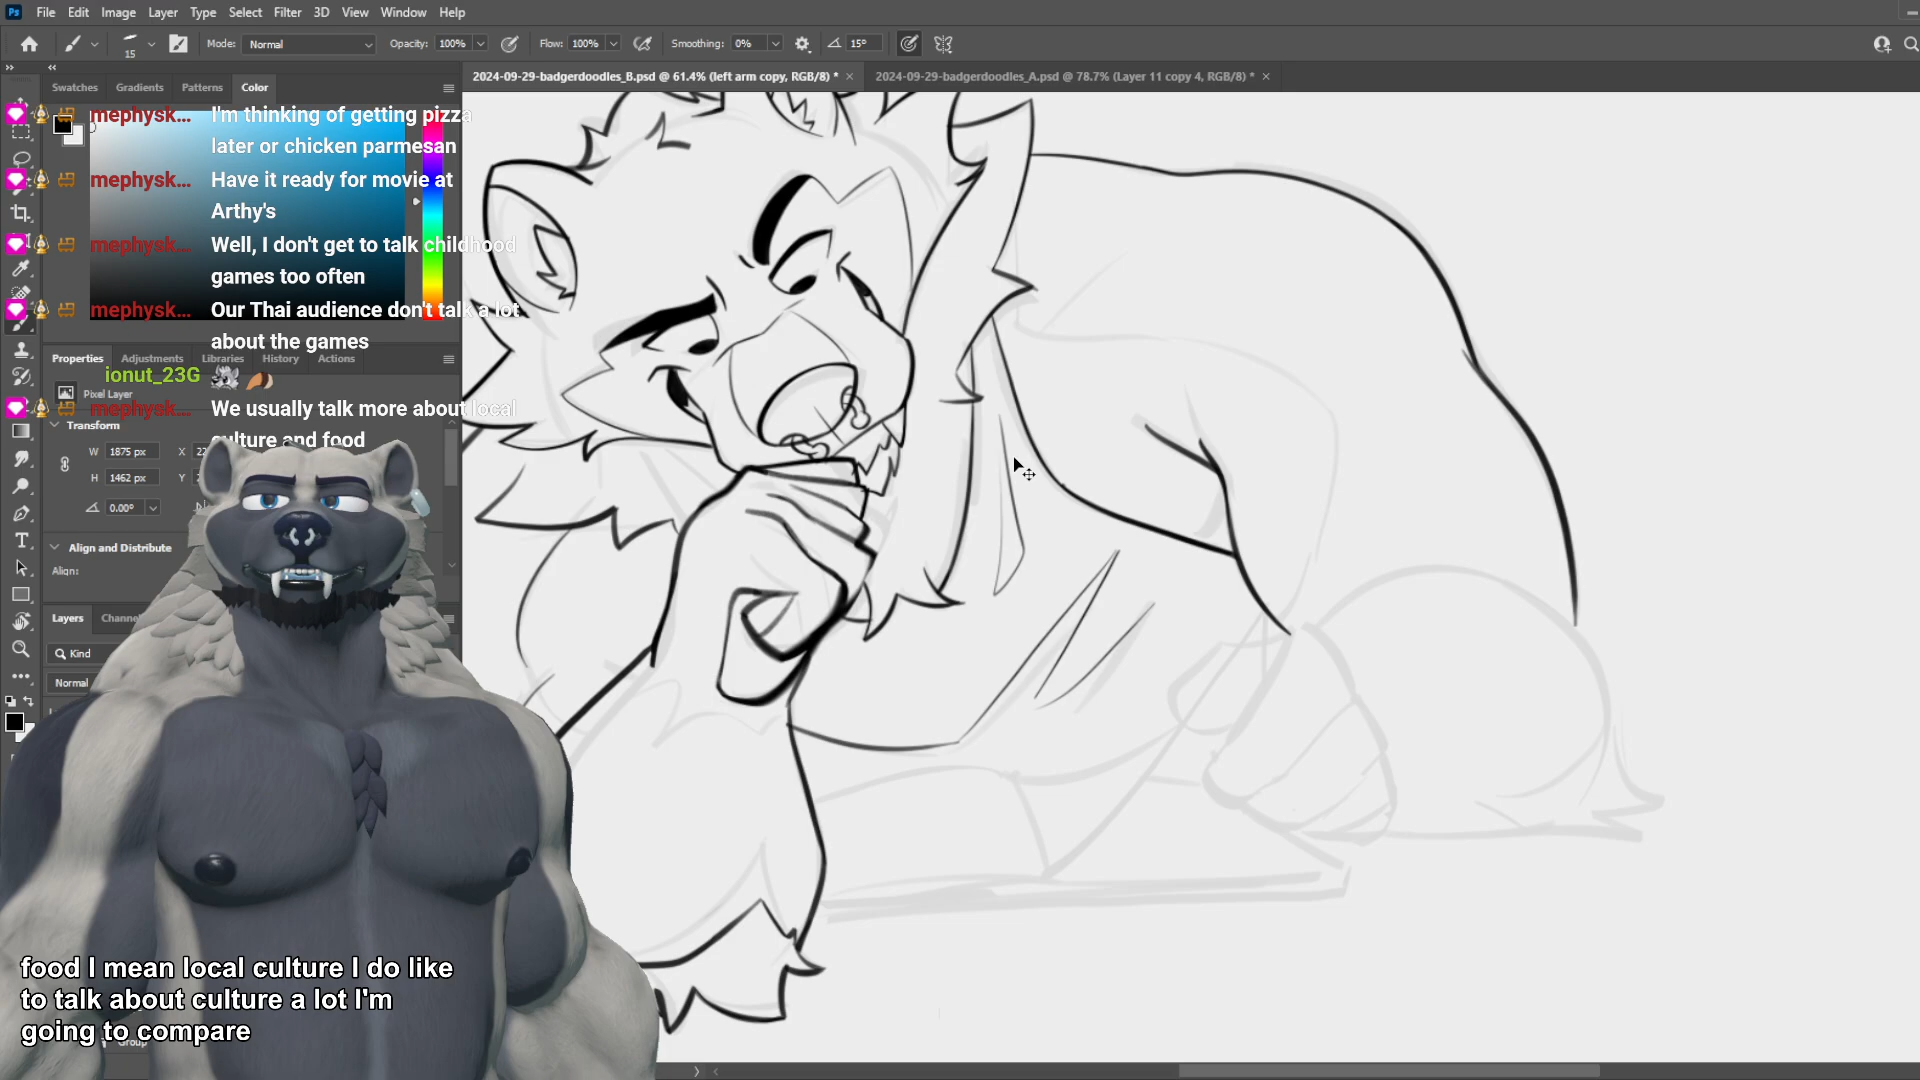 Ps File Edit Image Layer Type Select Filter 3D View Window Help
15 Mode: Normal Opacity: 100% Flow: 100% Smoothing: 0% 15°
2024-09-29-badgerdoodles_B.psd @ 61.4% (left arm copy, RGB/8) * × 2024-09-29-badgerdoodles_A.psd @ 78.7% (Layer 11 copy 4, RGB/8) * ×
Swatches Gradients Patterns Color
mephysk... I'm thinking of getting pizza
later or chicken parmesan
mephysk... Have it ready for movie at
Arthy's
mephysk... Well, I don't get to talk childhood
games too often
mephysk... Our Thai audience don't talk a lot
about the games
Properties Adjustments Libraries History Actions
ionut_23G
Pixel Layer
mephysk... We usually talk more about local
culture and food
Transform
W 1875 px X 22
H 1462 px Y
0.00°
Align and Distribute
Align:
Layers Channe
Kind
Normal
food I mean local culture I do like
to talk about culture a lot I'm
going to compare
Group